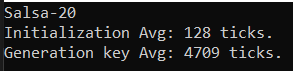 Salsa-20
Initialization Avg: 128 ticks.
Generation key Avg: 4709 ticks.